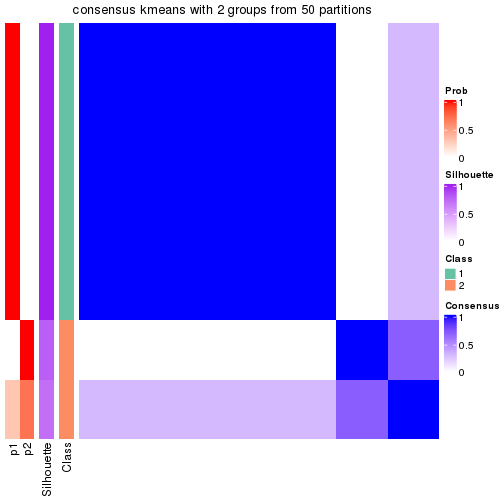 consensus kmeans with 2 groups from 50 partitions
Prob
1
0.5
0
Silhouette
1
0.5
0
Class
1
2
Consensus
1
0.5
0
p1
p2
Silhouette
Class